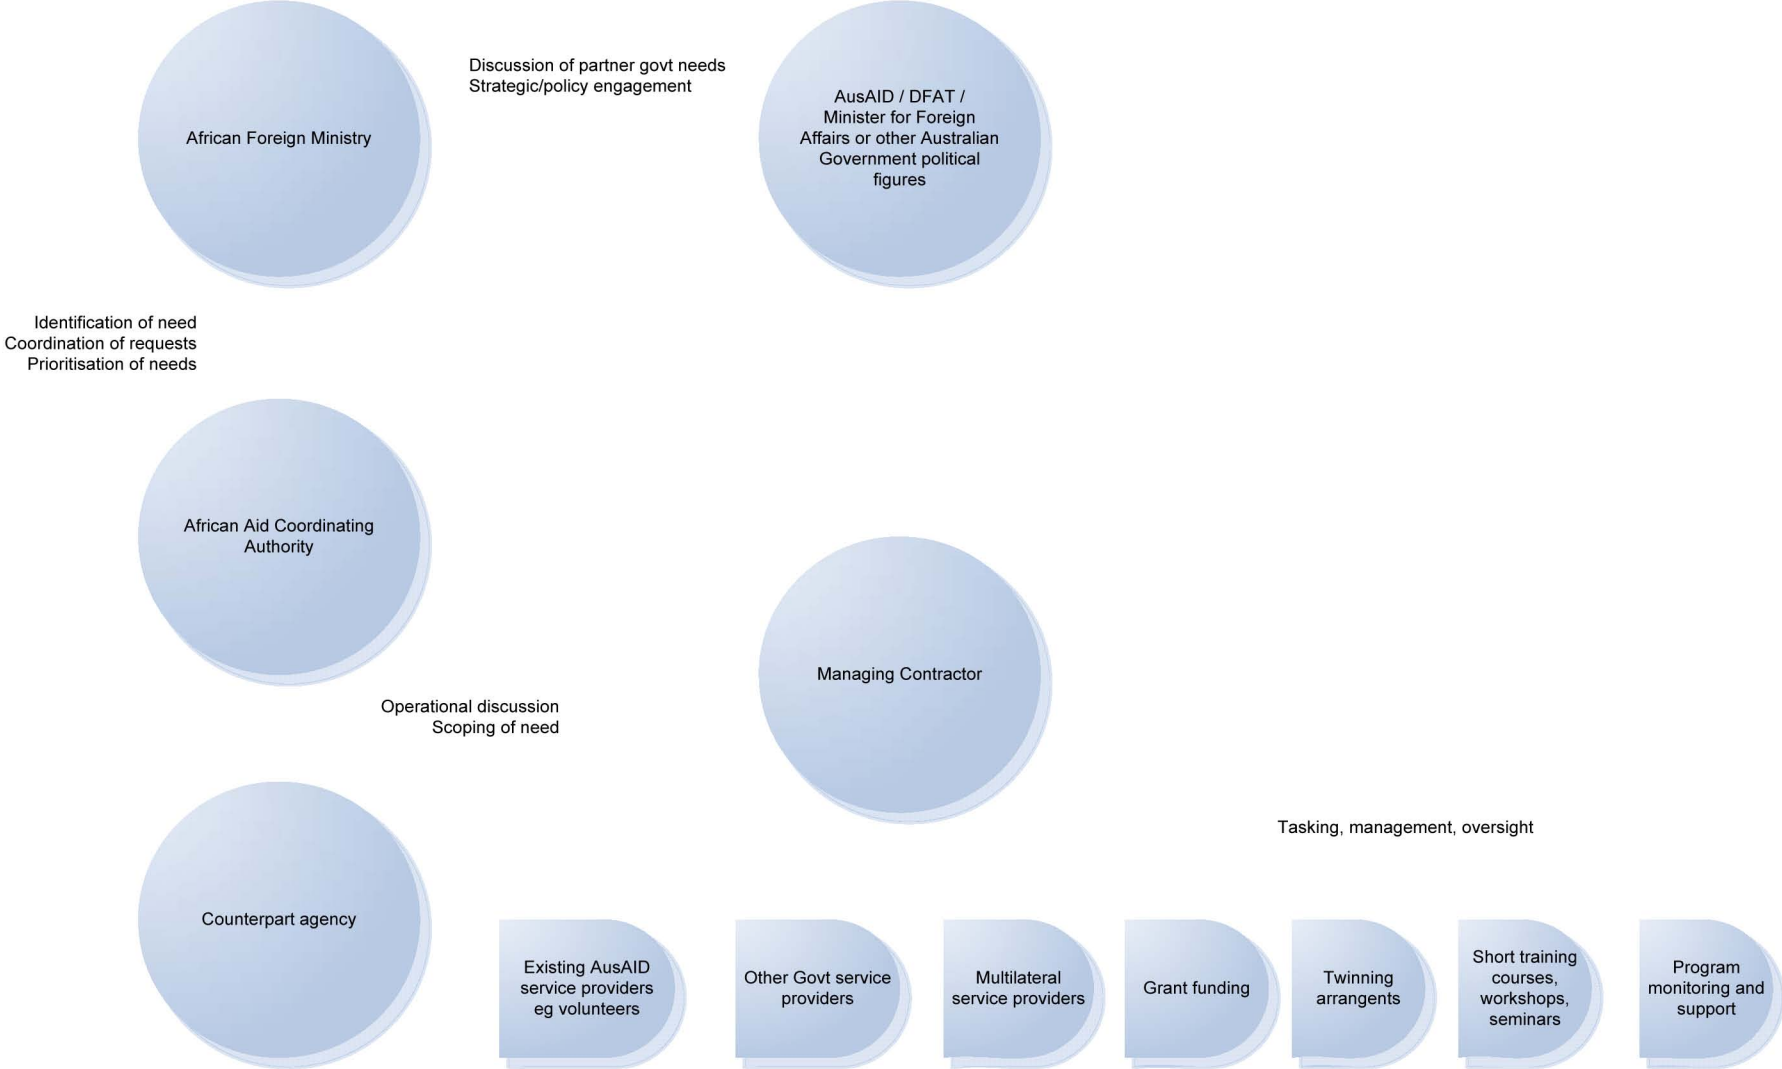 African Foreign Ministry
Discussion of partner govt needs
Strategic/policy engagement
AusAID / DFAT /
Minister for Foreign
Affairs or other Australian
Government political
figures
Identification of need
Coordination of requests
Prioritisation of needs
African Aid Coordinating
Authority
Managing Contractor
Operational discussion
Scoping of need
Tasking, management, oversight
Counterpart agency
Existing AusAID
service providers
eg volunteers
Other Govt service
providers
Multilateral
service providers
Grant funding
Twinning
arrangents
Short training
courses,
workshops,
seminars
Program
monitoring and
support